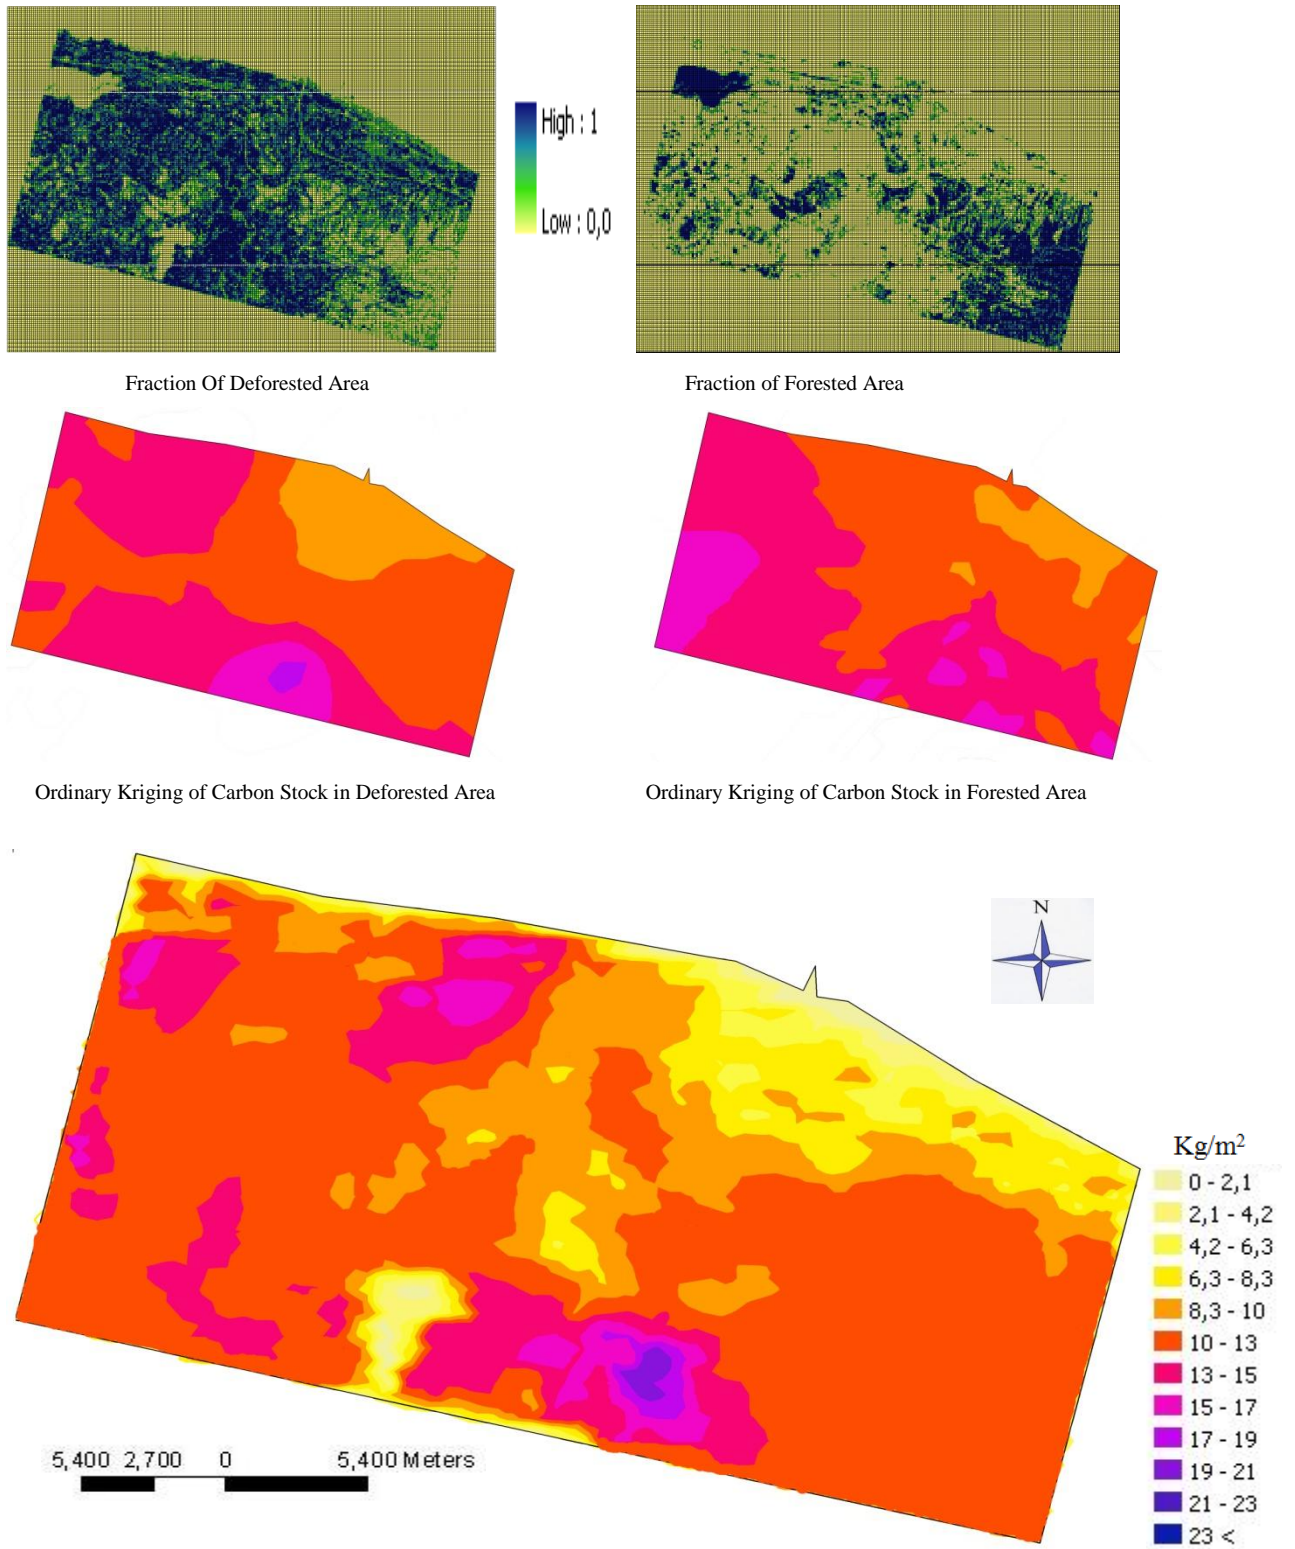 High : 1
Low : 0,0
Fraction Of Deforested Area
Fraction of Forested Area
Ordinary Kriging of Carbon Stock in Deforested Area
Ordinary Kriging of Carbon Stock in Forested Area
N
Kg/m²
0 - 2,1
2,1 - 4,2
4,2 - 6,3
6,3 - 8,3
8,3 - 10
10 - 13
13 - 15
15 - 17
17 - 19
19 - 21
21 - 23
23 <
5,400 2,700 0 5,400 Meters